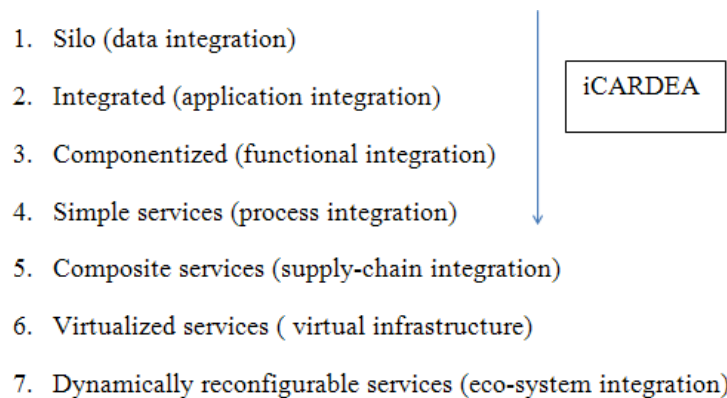 1. Silo (data integration)
iCARDEA
2. Integrated (application integration)
3. Componentized (functional integration)
4. Simple services (process integration)
5. Composite services (supply-chain integration)
6. Virtualized services ( virtual infrastructure)
7. Dynamically reconfigurable services (eco-system integration)